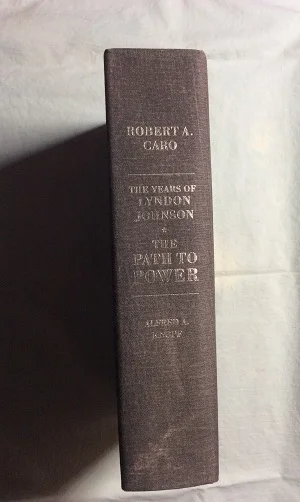 ROBERT A.
CARO
THE YEARS OF
LYNDON
JOHNSON
*
THE
PATH TO
POWER
ALFRED A.
KNOPF